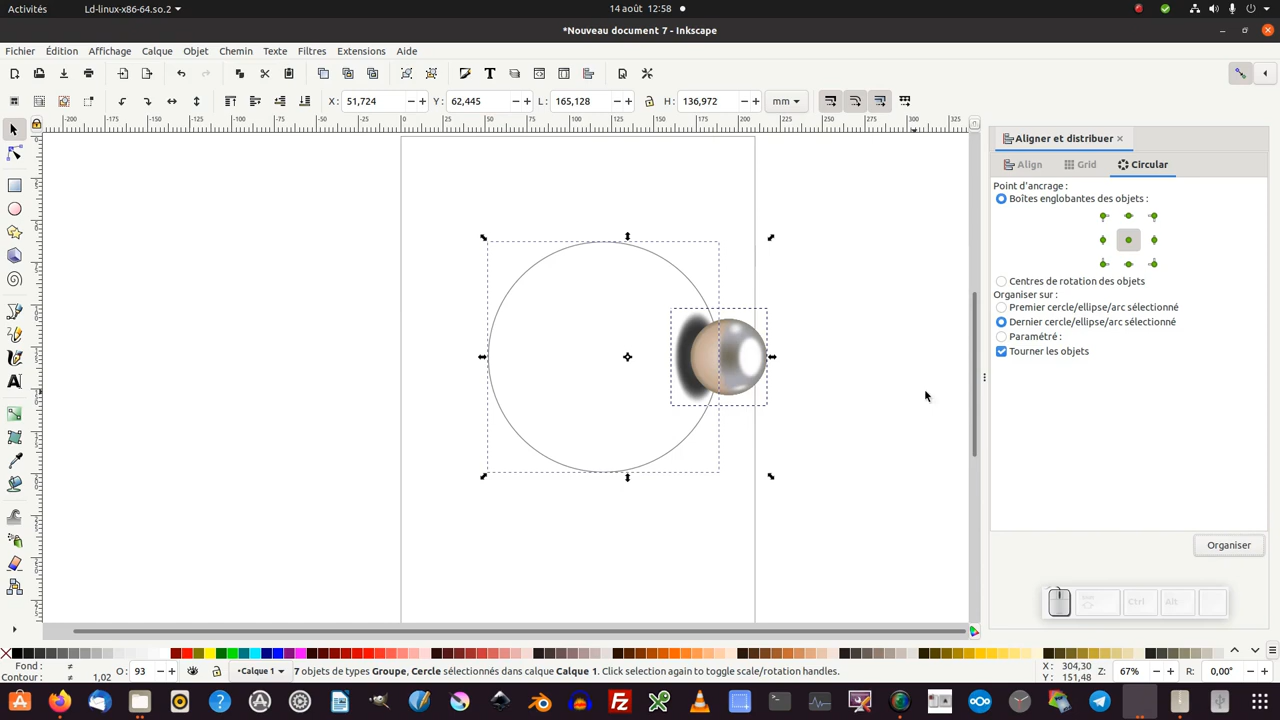 Activités
Ld-linux-x86-64.so.2
14 août 12:58
*Nouveau document 7 - Inkscape
Fichier Édition Affichage Calque Objet Chemin Texte Filtres Extensions Aide
X: 51,724 Y: 62,445 L: 165,128 H: 136,972 mm
Aligner et distribuer
Align Grid Circular
Point d'ancrage :
Boîtes englobantes des objets :
Centres de rotation des objets
Organiser sur :
Premier cercle/ellipse/arc sélectionné
Dernier cercle/ellipse/arc sélectionné
Paramétré :
Tourner les objets
Organiser
Ctrl Alt
Fond : ≠
Contour : ≠ 1,02
O: 93
Calque 1
7 objets de types Groupe, Cercle sélectionnés dans calque Calque 1. Click selection again to toggle scale/rotation handles.
X: 304,30
Y: 151,48
Z: 67%
R: 0,00°